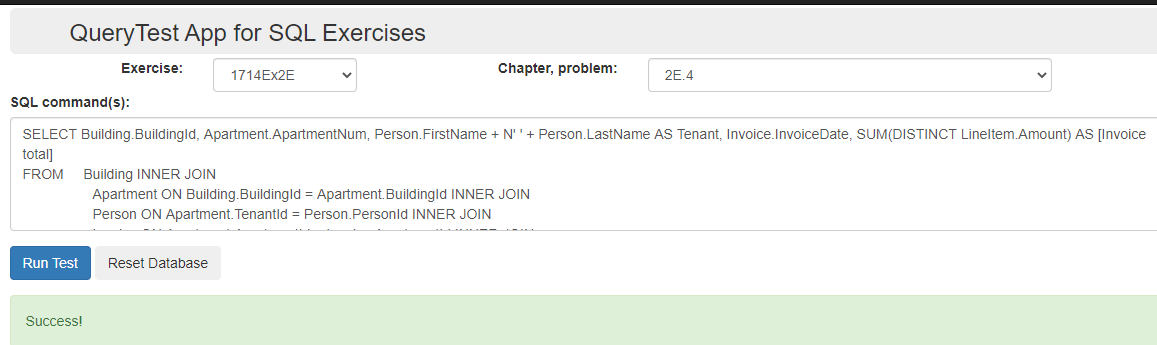 QueryTest App for SQL Exercises
Exercise: 1714Ex2E Chapter, problem: 2E.4
SQL command(s):
SELECT Building.BuildingId, Apartment.ApartmentNum, Person.FirstName + N' ' + Person.LastName AS Tenant, Invoice.InvoiceDate, SUM(DISTINCT LineItem.Amount) AS [Invoice
total]
FROM Building INNER JOIN
Apartment ON Building.BuildingId = Apartment.BuildingId INNER JOIN
Person ON Apartment.TenantId = Person.PersonId INNER JOIN
Run Test Reset Database
Success!